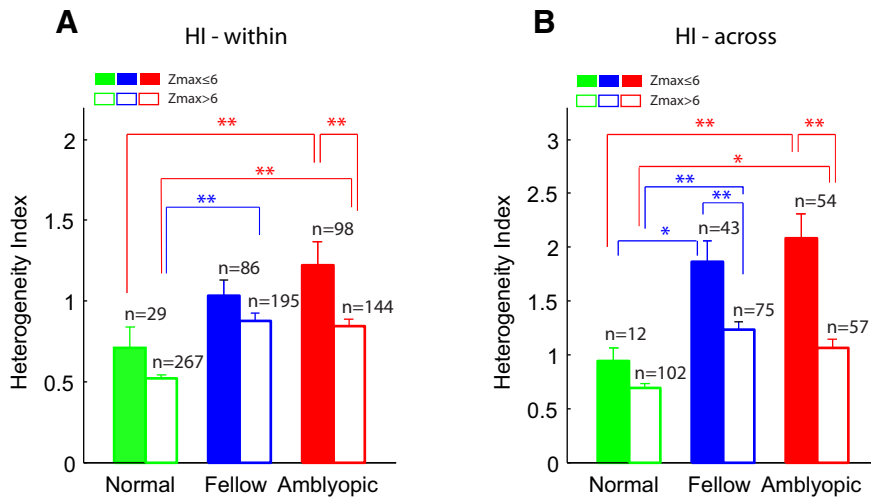 A
HI - within
Zmax≤6
Zmax>6
Heterogeneity Index
2
1.5
1
0.5
0
**
**
**
**
n=29
n=267
n=86
n=195
n=98
n=144
Normal
Fellow
Amblyopic
B
HI - across
Zmax≤6
Zmax>6
Heterogeneity Index
3
2.5
2
1.5
1
0.5
0
**
**
*
**
**
*
n=12
n=102
n=43
n=75
n=54
n=57
Normal
Fellow
Amblyopic